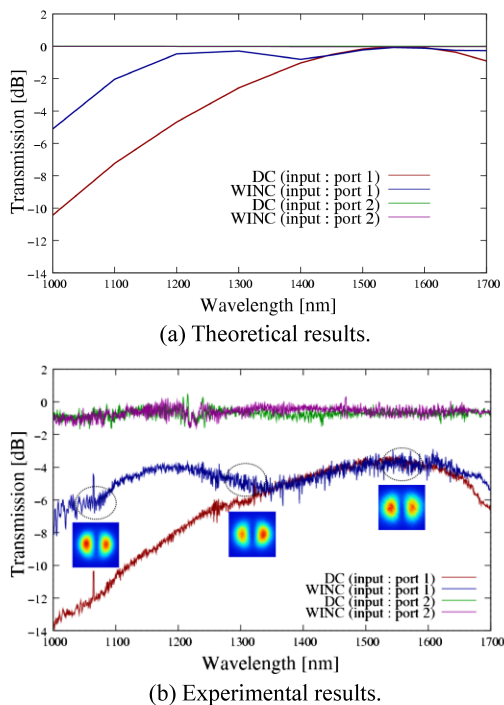 2
0
-2
-4
-6
-8
-10
-12
-14
Transmission [dB]
DC (input : port 1)
WINC (input : port 1)
DC (input : port 2)
WINC (input : port 2)
1000 1100 1200 1300 1400 1500 1600 1700
Wavelength [nm]
(a) Theoretical results.
2
0
-2
-4
-6
-8
-10
-12
-14
Transmission [dB]
DC (input : port 1)
WINC (input : port 1)
DC (input : port 2)
WINC (input : port 2)
1000 1100 1200 1300 1400 1500 1600 1700
Wavelength [nm]
(b) Experimental results.